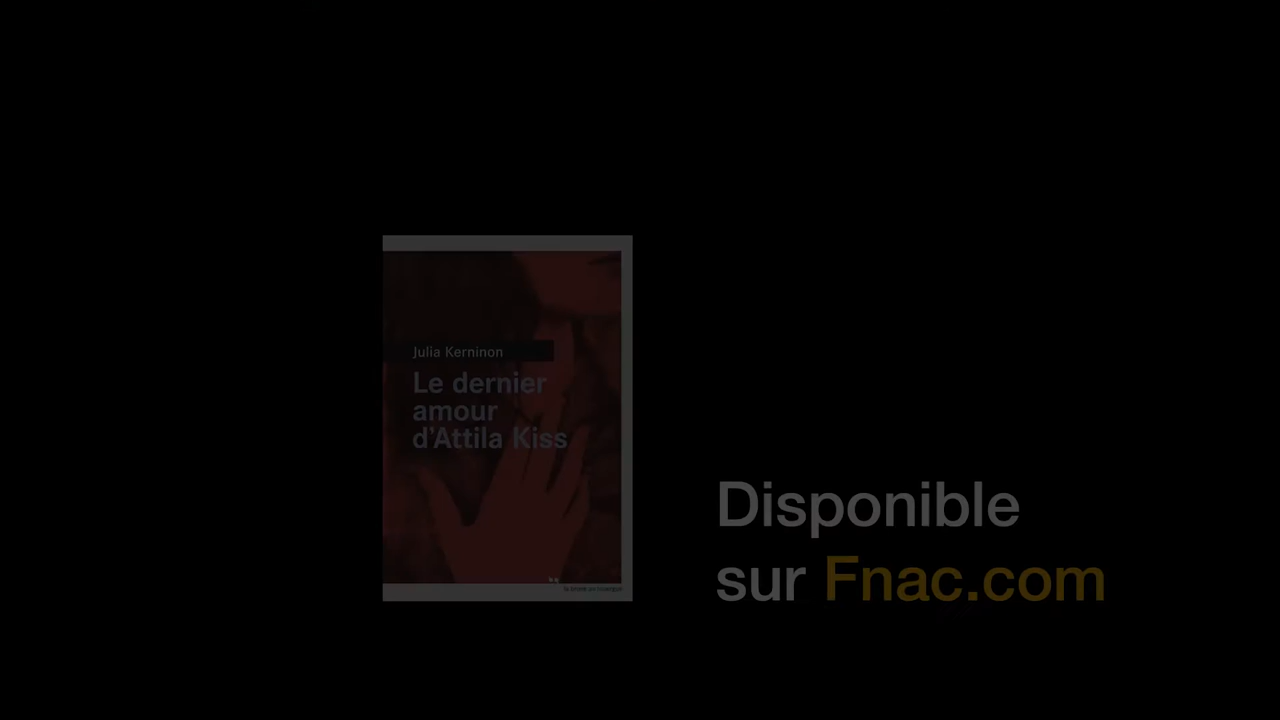 Julia Kerninon
Le dernier
amour
d'Attila Kiss
Disponible
sur Fnac.com